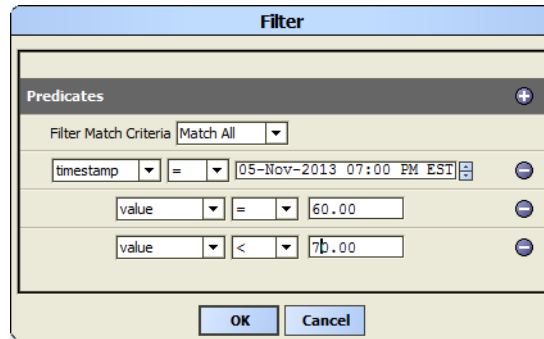 Filter
Predicates
Filter Match Criteria Match All
timestamp = 05-Nov-2013 07:00 PM EST
value = 60.00
value < 70.00
OK Cancel